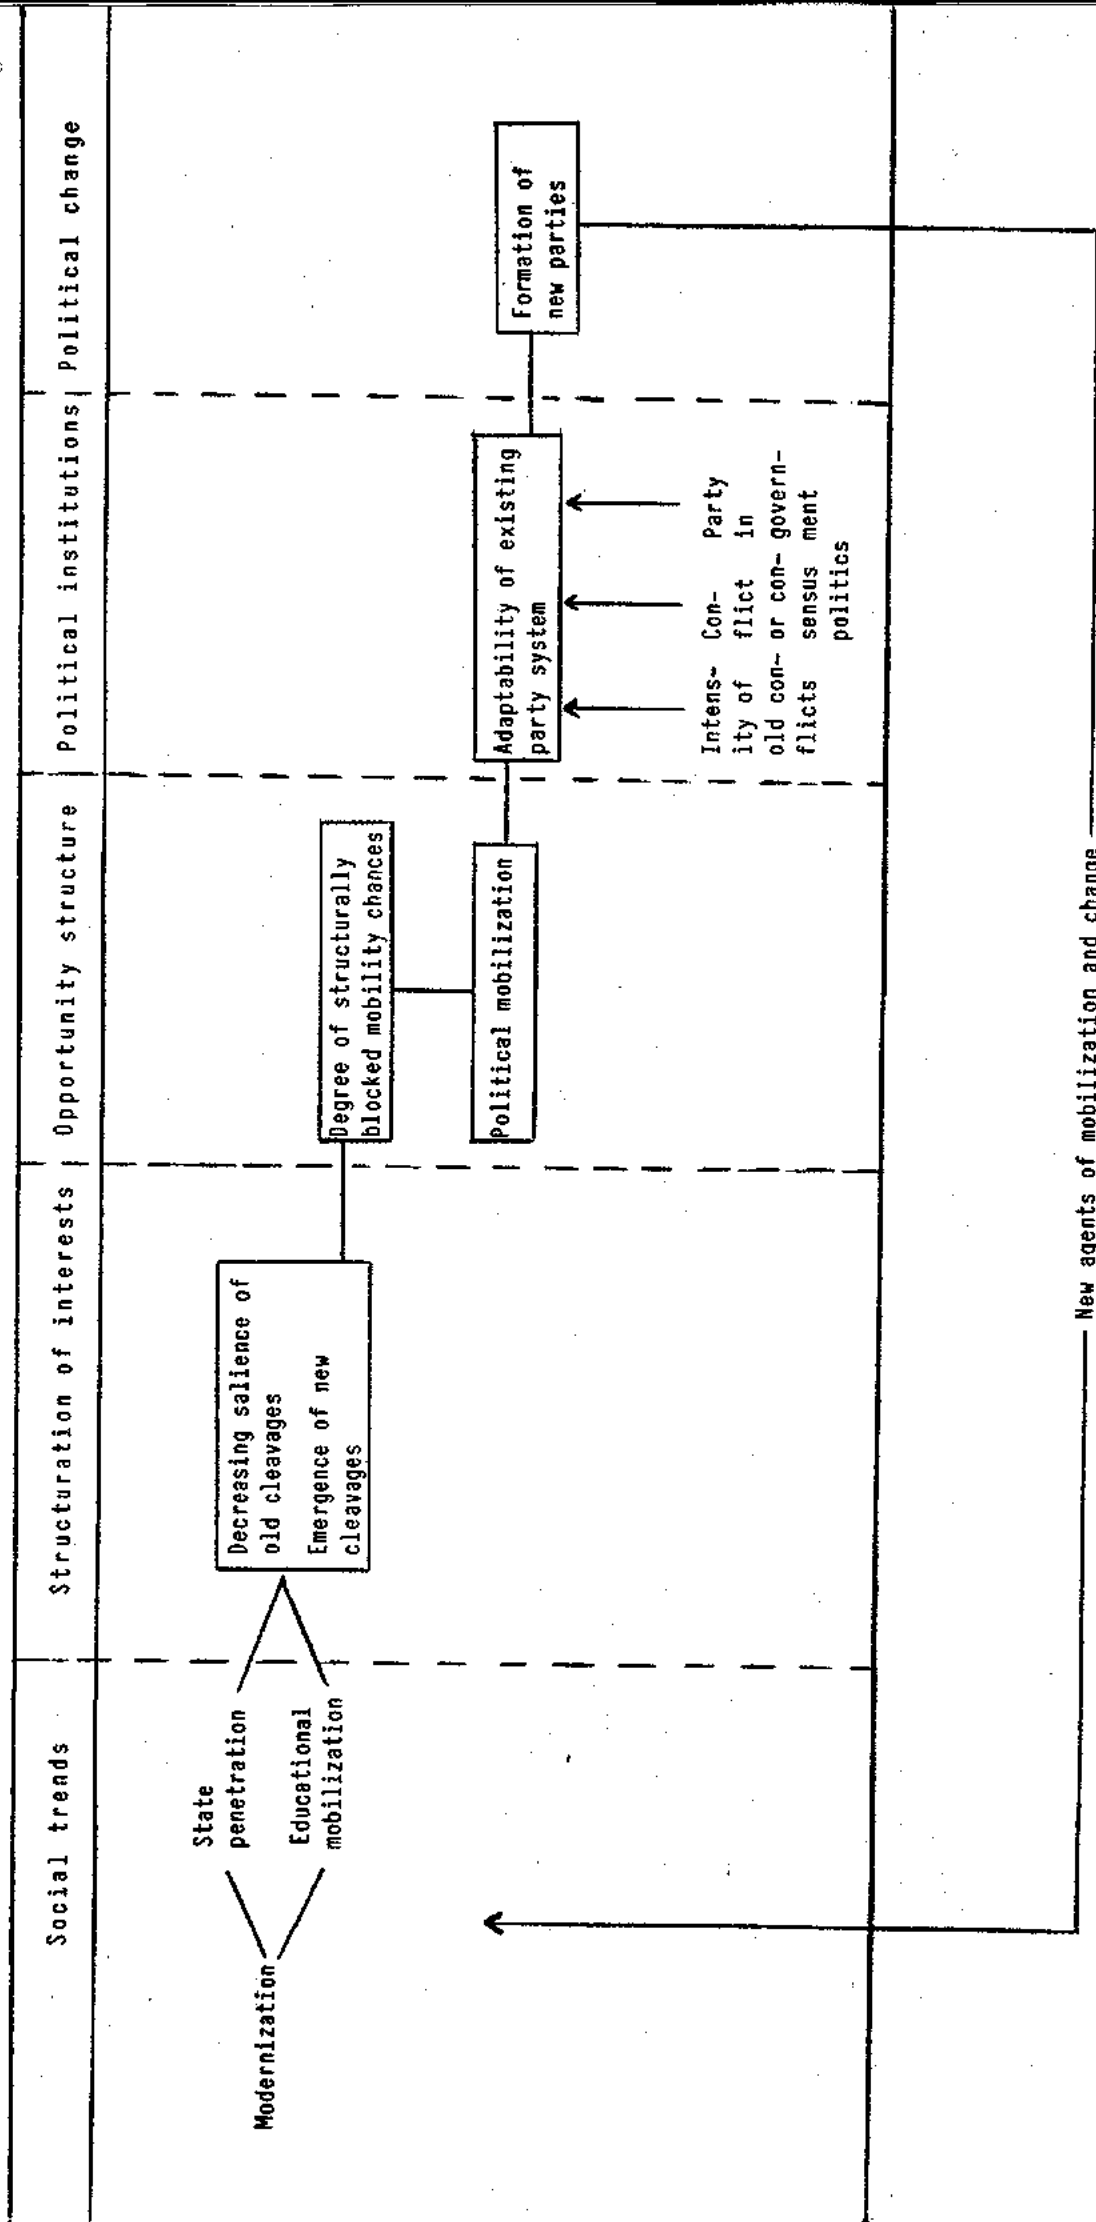 Social trends
Structuration of interests
Opportunity structure
Political institutions
Political change
Modernization
State
penetration
Educational
mobilization
Decreasing salience of
old cleavages
Emergence of new
cleavages
Degree of structurally
blocked mobility chances
Political mobilization
Adaptability of existing
party system
Intens- Con- Party
ity of flict in
old con- or con- govern-
flicts sensus ment
politics
Formation of
new parties
New agents of mobilization and change